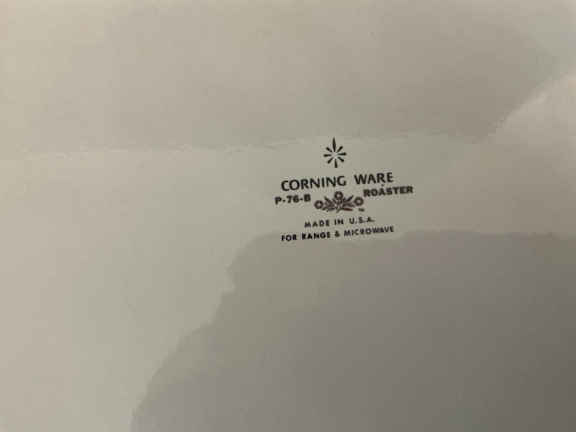 CORNING WARE
P-76-B ROASTER
MADE IN U.S.A.
FOR RANGE & MICROWAVE